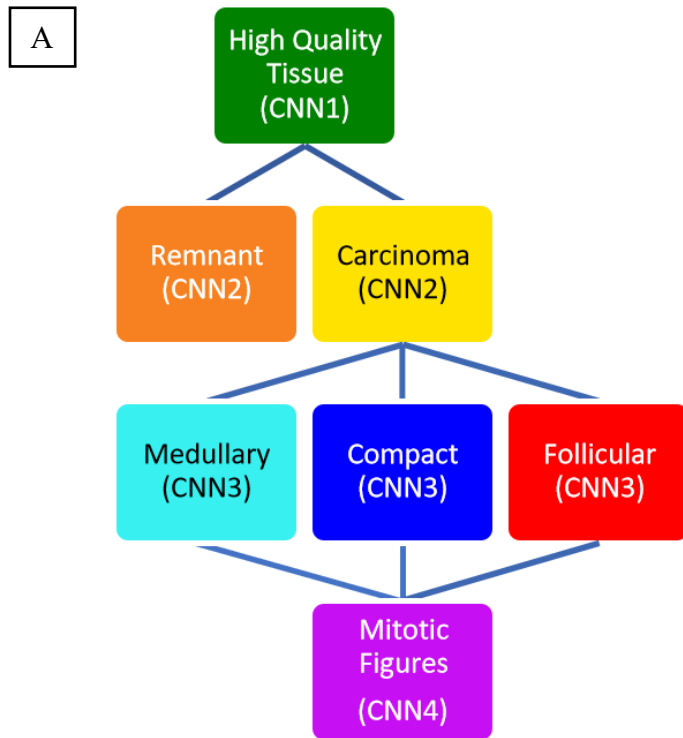 A
High Quality
Tissue
(CNN1)
Remnant
(CNN2)
Carcinoma
(CNN2)
Medullary
(CNN3)
Compact
(CNN3)
Follicular
(CNN3)
Mitotic
Figures
(CNN4)